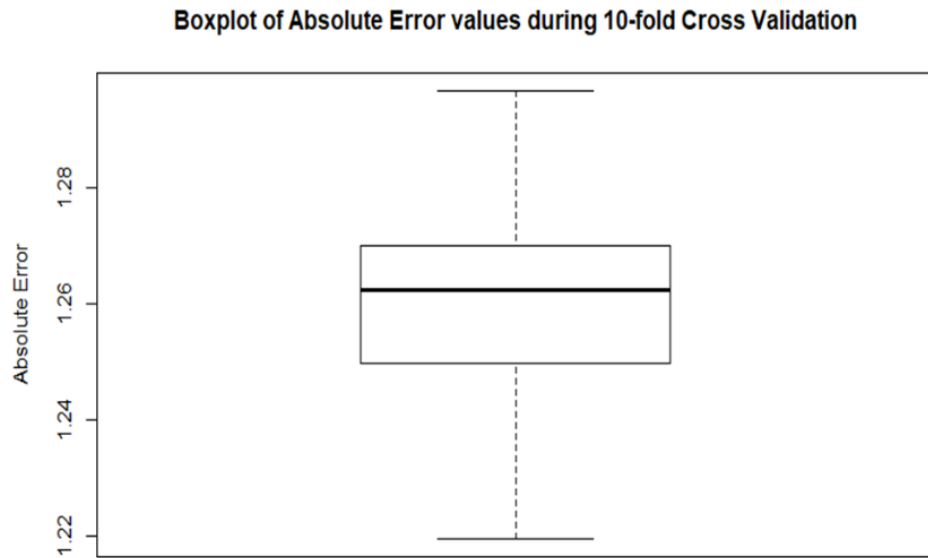 Boxplot of Absolute Error values during 10-fold Cross Validation
Absolute Error
1.28
1.26
1.24
1.22